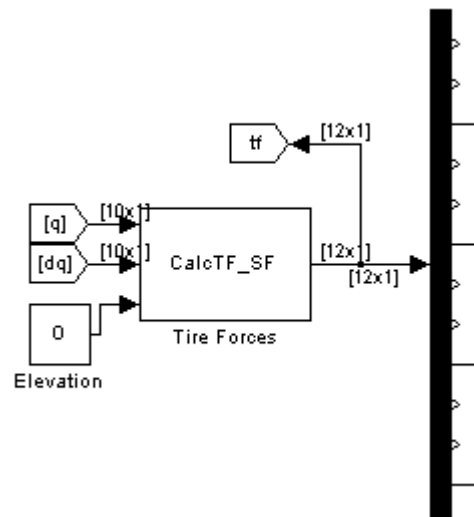 [12x1]
tf
[10x1]
[q]
[10x1]
[dq]
CalcTF_SF
[12x1]
[12x1]
0
Tire Forces
Elevation